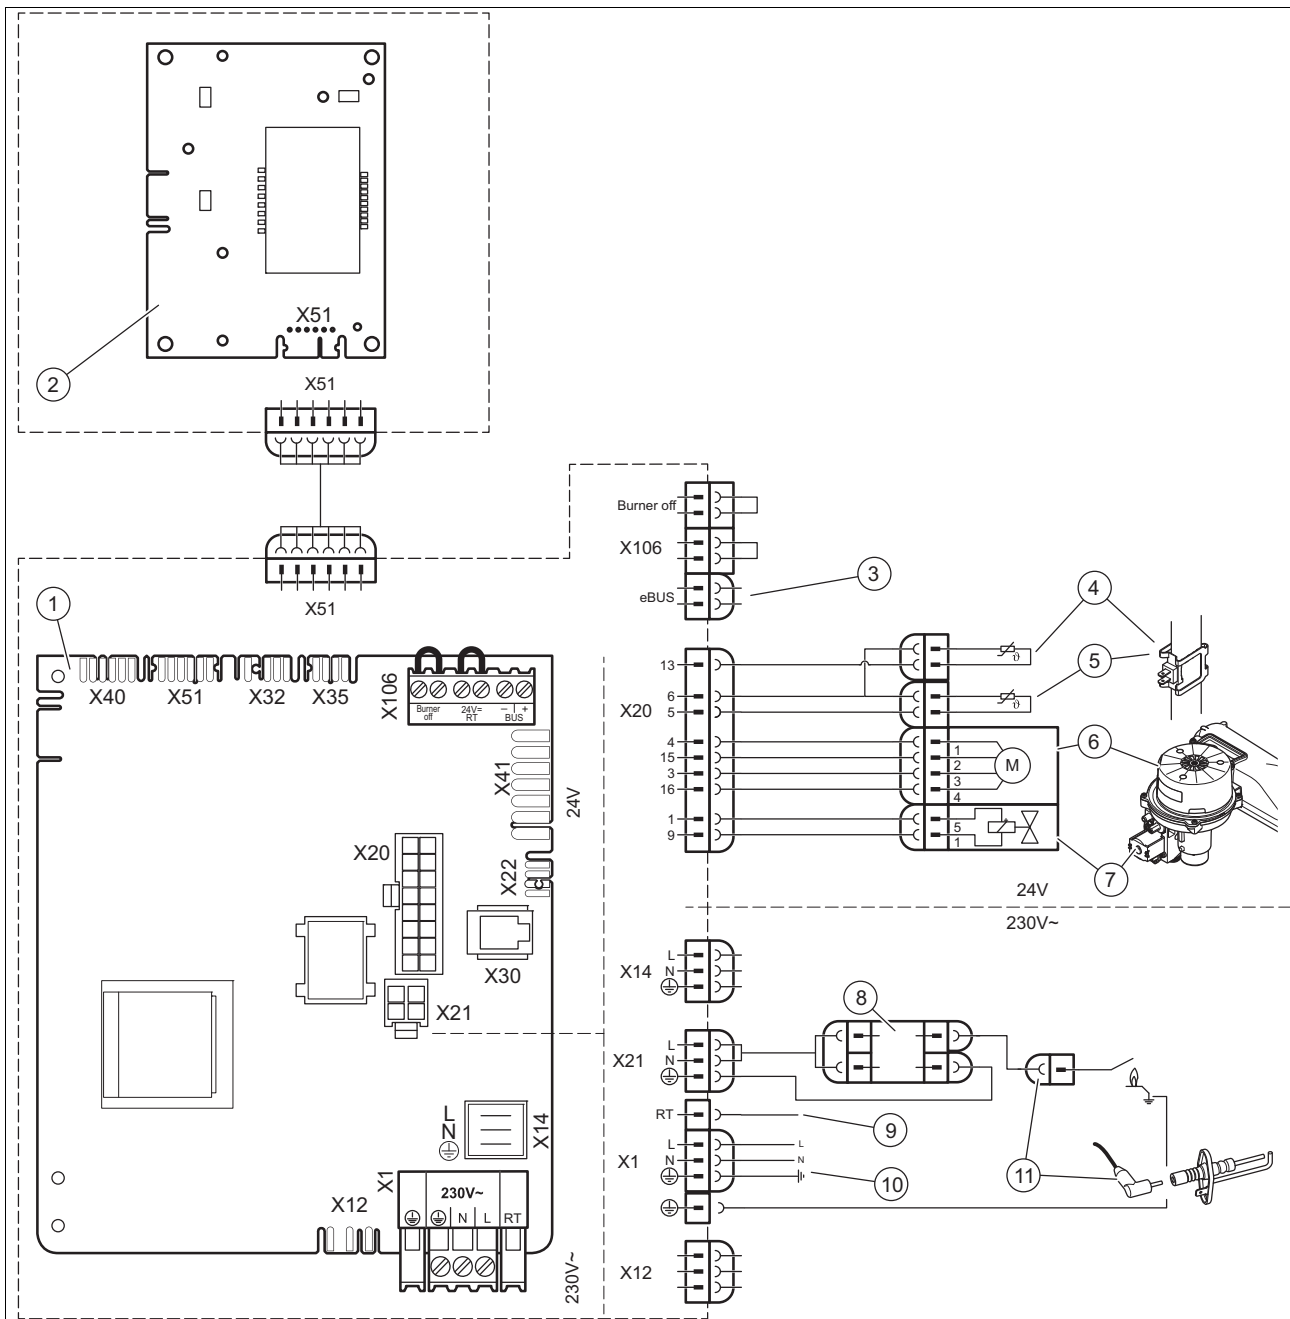 X51
2
X51
X51
1
X40
X51
X32
X35
X106
Burner off
24V= RT
– | +
BUS
X41
24V
X20
X22
X30
X21
L
N
X14
X1
X12
230V~
N
L
RT
230V~
Burner off
X106
eBUS
3
X20
13
6
5
4
15
3
16
1
9
ϑ
ϑ
4
5
1
2
3
4
M
6
5
1
7
24V
230V~
X14
L
N
X21
L
N
8
RT
9
X1
L
N
L
N
10
11
X12